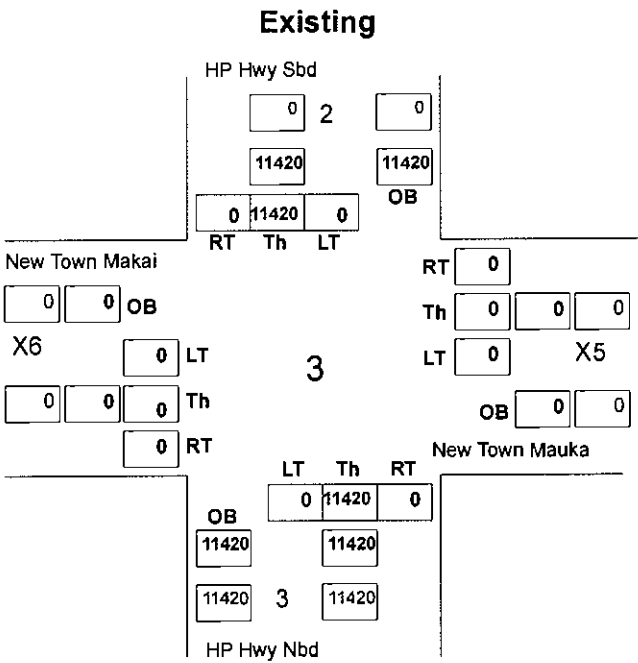 Existing
HP Hwy Sbd
0 2 0
11420 11420
OB
0 11420 0
RT Th LT
New Town Makai
RT 0
0 0 OB
Th 0 0 0
X6
0 LT
3
LT 0 X5
0 0 0 Th
OB 0 0
0 RT
New Town Mauka
LT Th RT
0 11420 0
OB
11420 11420
11420 3 11420
HP Hwy Nbd